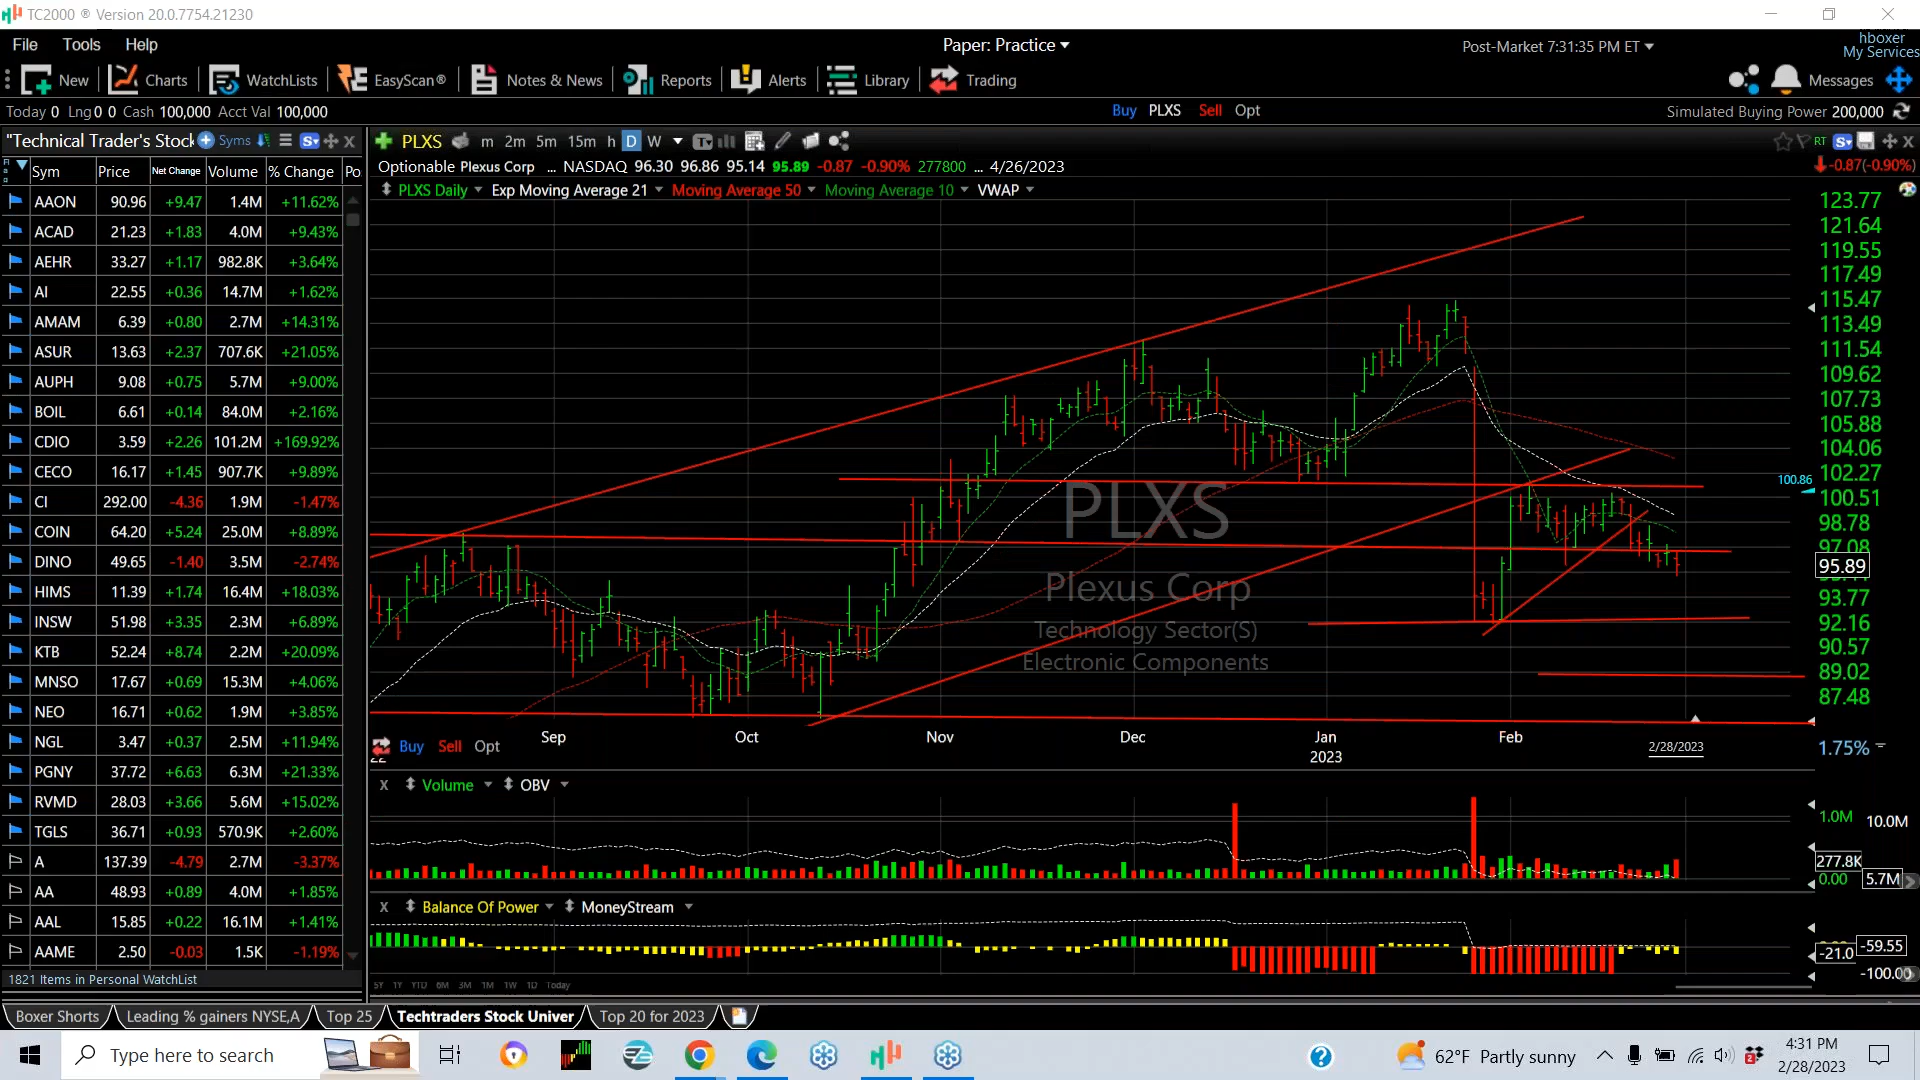 TC2000 ® Version 20.0.7754.21230
File Tools Help
Paper: Practice
Post-Market 7:31:35 PM ET
hboxer
My Services
New Charts WatchLists EasyScan® Notes & News Reports Alerts Library Trading
Messages
Today 0 Lng 0 0 Cash 100,000 Acct Val 100,000
Buy PLXS Sell Opt
Simulated Buying Power 200,000
"Technical Trader's Stock Syms
PLXS m 2m 5m 15m h D W
RT
Optionable Plexus Corp ... NASDAQ 96.30 96.86 95.14 95.89 -0.87 -0.90% 277800 ... 4/26/2023
-0.87(-0.90%)
PLXS Daily Exp Moving Average 21 Moving Average 50 Moving Average 10 VWAP
Sym Price Net Change Volume % Change Po
AAON 90.96 +9.47 1.4M +11.62%
ACAD 21.23 +1.83 4.0M +9.43%
AEHR 33.27 +1.17 982.8K +3.64%
AI 22.55 +0.36 14.7M +1.62%
AMAM 6.39 +0.80 2.7M +14.31%
ASUR 13.63 +2.37 707.6K +21.05%
AUPH 9.08 +0.75 5.7M +9.00%
BOIL 6.61 +0.14 84.0M +2.16%
CDIO 3.59 +2.26 101.2M +169.92%
CECO 16.17 +1.45 907.7K +9.89%
CI 292.00 -4.36 1.9M -1.47%
COIN 64.20 +5.24 25.0M +8.89%
DINO 49.65 -1.40 3.5M -2.74%
HIMS 11.39 +1.74 16.4M +18.03%
INSW 51.98 +3.35 2.3M +6.89%
KTB 52.24 +8.74 2.2M +20.09%
MNSO 17.67 +0.69 15.3M +4.06%
NEO 16.71 +0.62 1.9M +3.85%
NGL 3.47 +0.37 2.5M +11.94%
PGNY 37.72 +6.63 6.3M +21.33%
RVMD 28.03 +3.66 5.6M +15.02%
TGLS 36.71 +0.93 570.9K +2.60%
A 137.39 -4.79 2.7M -3.37%
AA 48.93 +0.89 4.0M +1.85%
AAL 15.85 +0.22 16.1M +1.41%
AAME 2.50 -0.03 1.5K -1.19%
1821 Items in Personal WatchList
123.77
121.64
119.55
117.49
115.47
113.49
111.54
109.62
107.73
105.88
104.06
102.27
100.86
100.51
98.78
97.08
95.89
93.77
92.16
90.57
89.02
87.48
PLXS
Plexus Corp
Technology Sector(S)
Electronic Components
Sep Oct Nov Dec Jan Feb
2023
2/28/2023
1.75%
Buy Sell Opt
22
X Volume OBV
1.0M 10.0M
277.8K
0.00 5.7M
X Balance Of Power MoneyStream
-21.0 -59.55
-100.00
5Y 1Y YTD 6M 3M 1M 1W 1D Today
Boxer Shorts Leading % gainers NYSE,A Top 25 Techtraders Stock Univer Top 20 for 2023
Type here to search
62°F Partly sunny
4:31 PM
2/28/2023